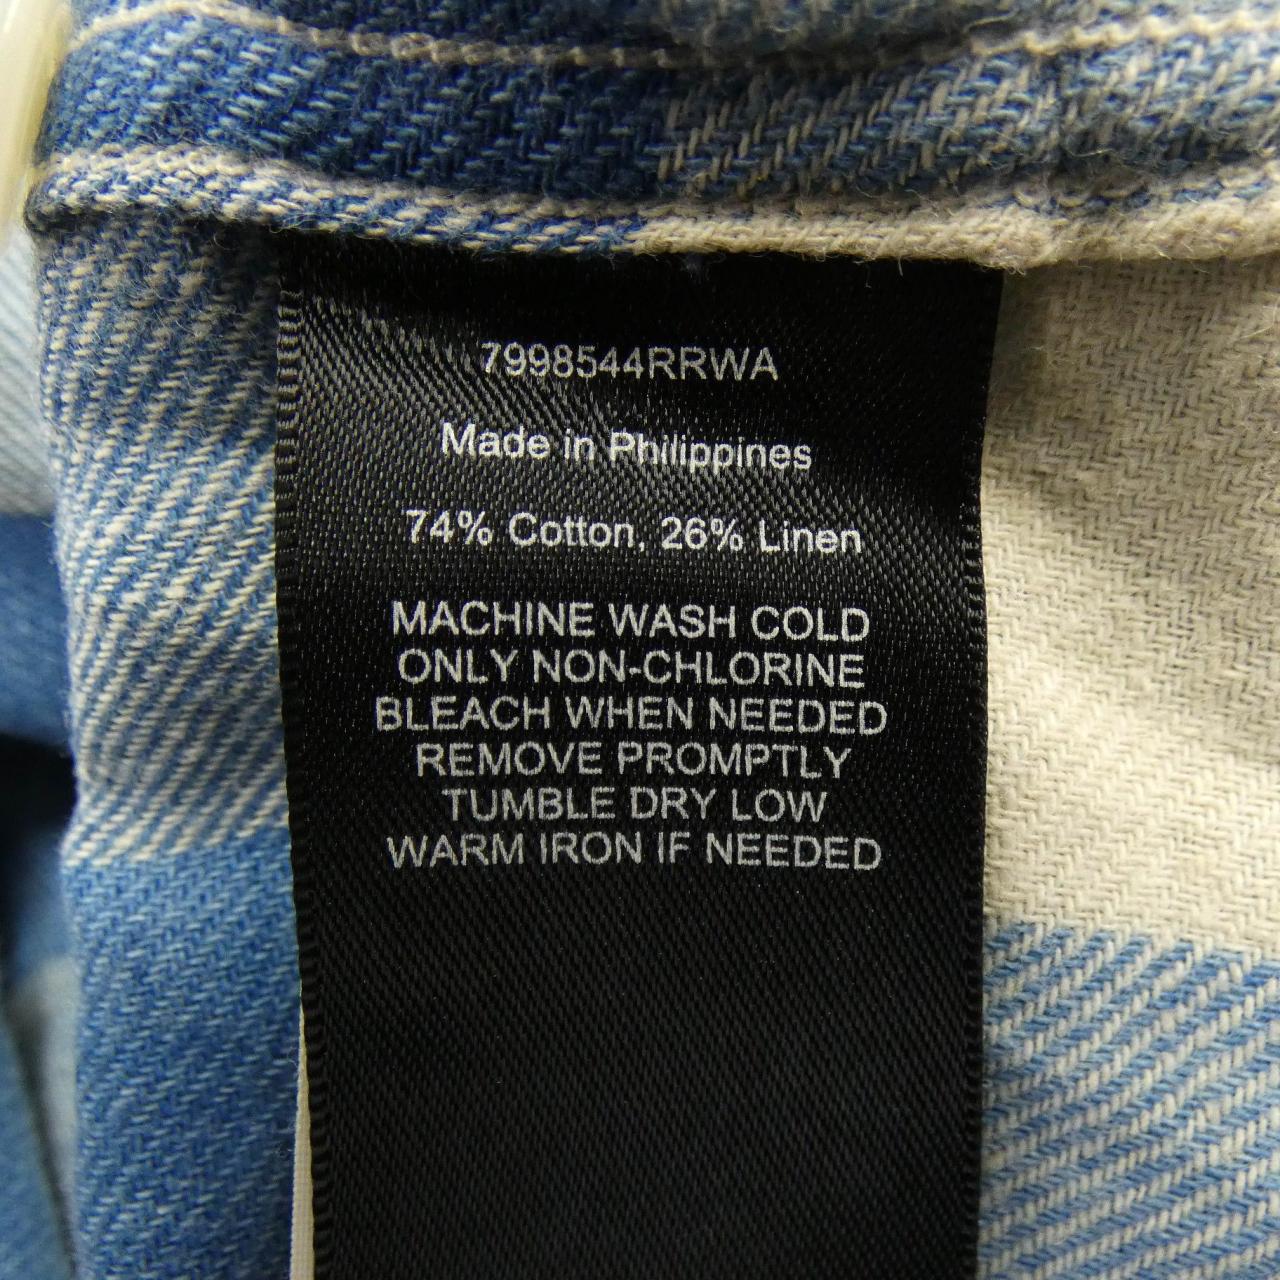 7998544RRWA
Made in Philippines
74% Cotton, 26% Linen
MACHINE WASH COLD
ONLY NON-CHLORINE
BLEACH WHEN NEEDED
REMOVE PROMPTLY
TUMBLE DRY LOW
WARM IRON IF NEEDED